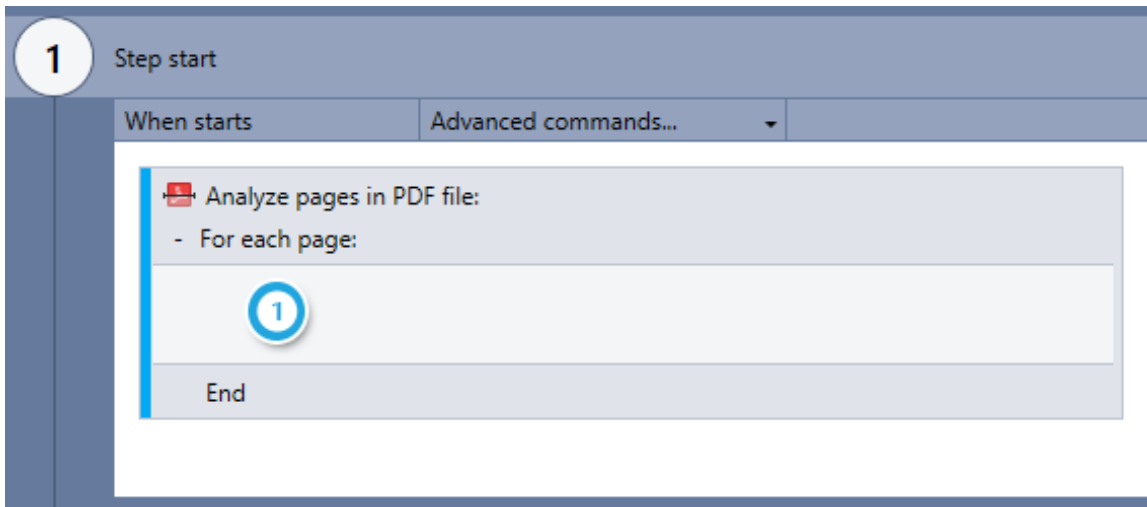 1 Step start
When starts Advanced commands...
Analyze pages in PDF file:
- For each page:
1
End